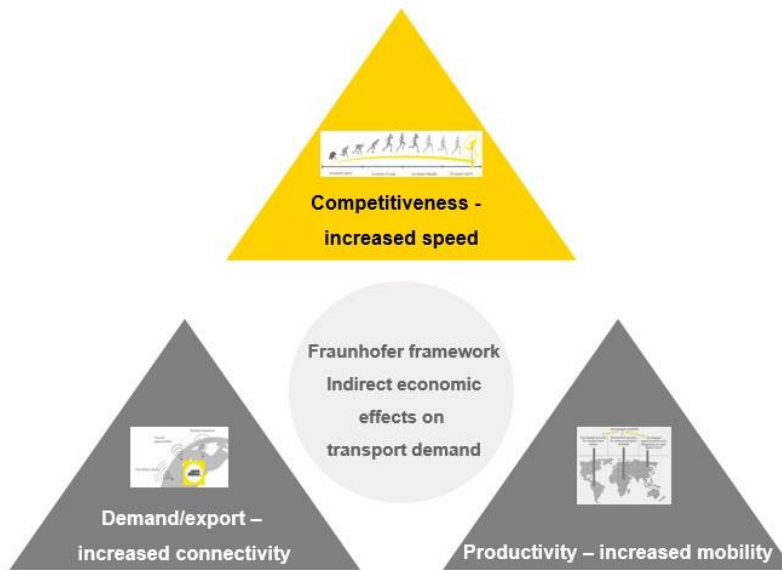 Competitiveness -
increased speed
Fraunhofer framework
Indirect economic
effects on
transport demand
Demand/export –
increased connectivity
Productivity – increased mobility